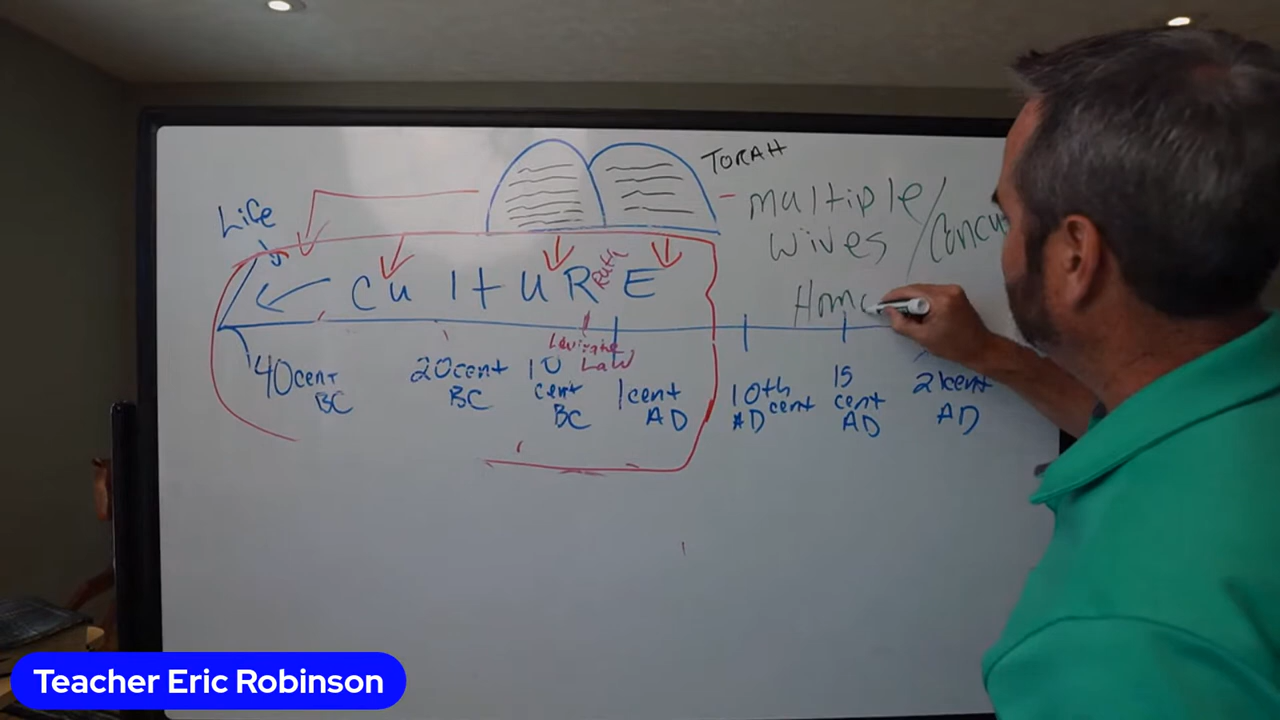 TORAH
Life
multiple/
wives /Concu
CultURE
Ruth
Homo
Levirate
Law
40cent
BC
20cent
BC
10
cent
BC
1cent
AD
10th
AD cent
15
cent
AD
21cent
AD
Teacher Eric Robinson